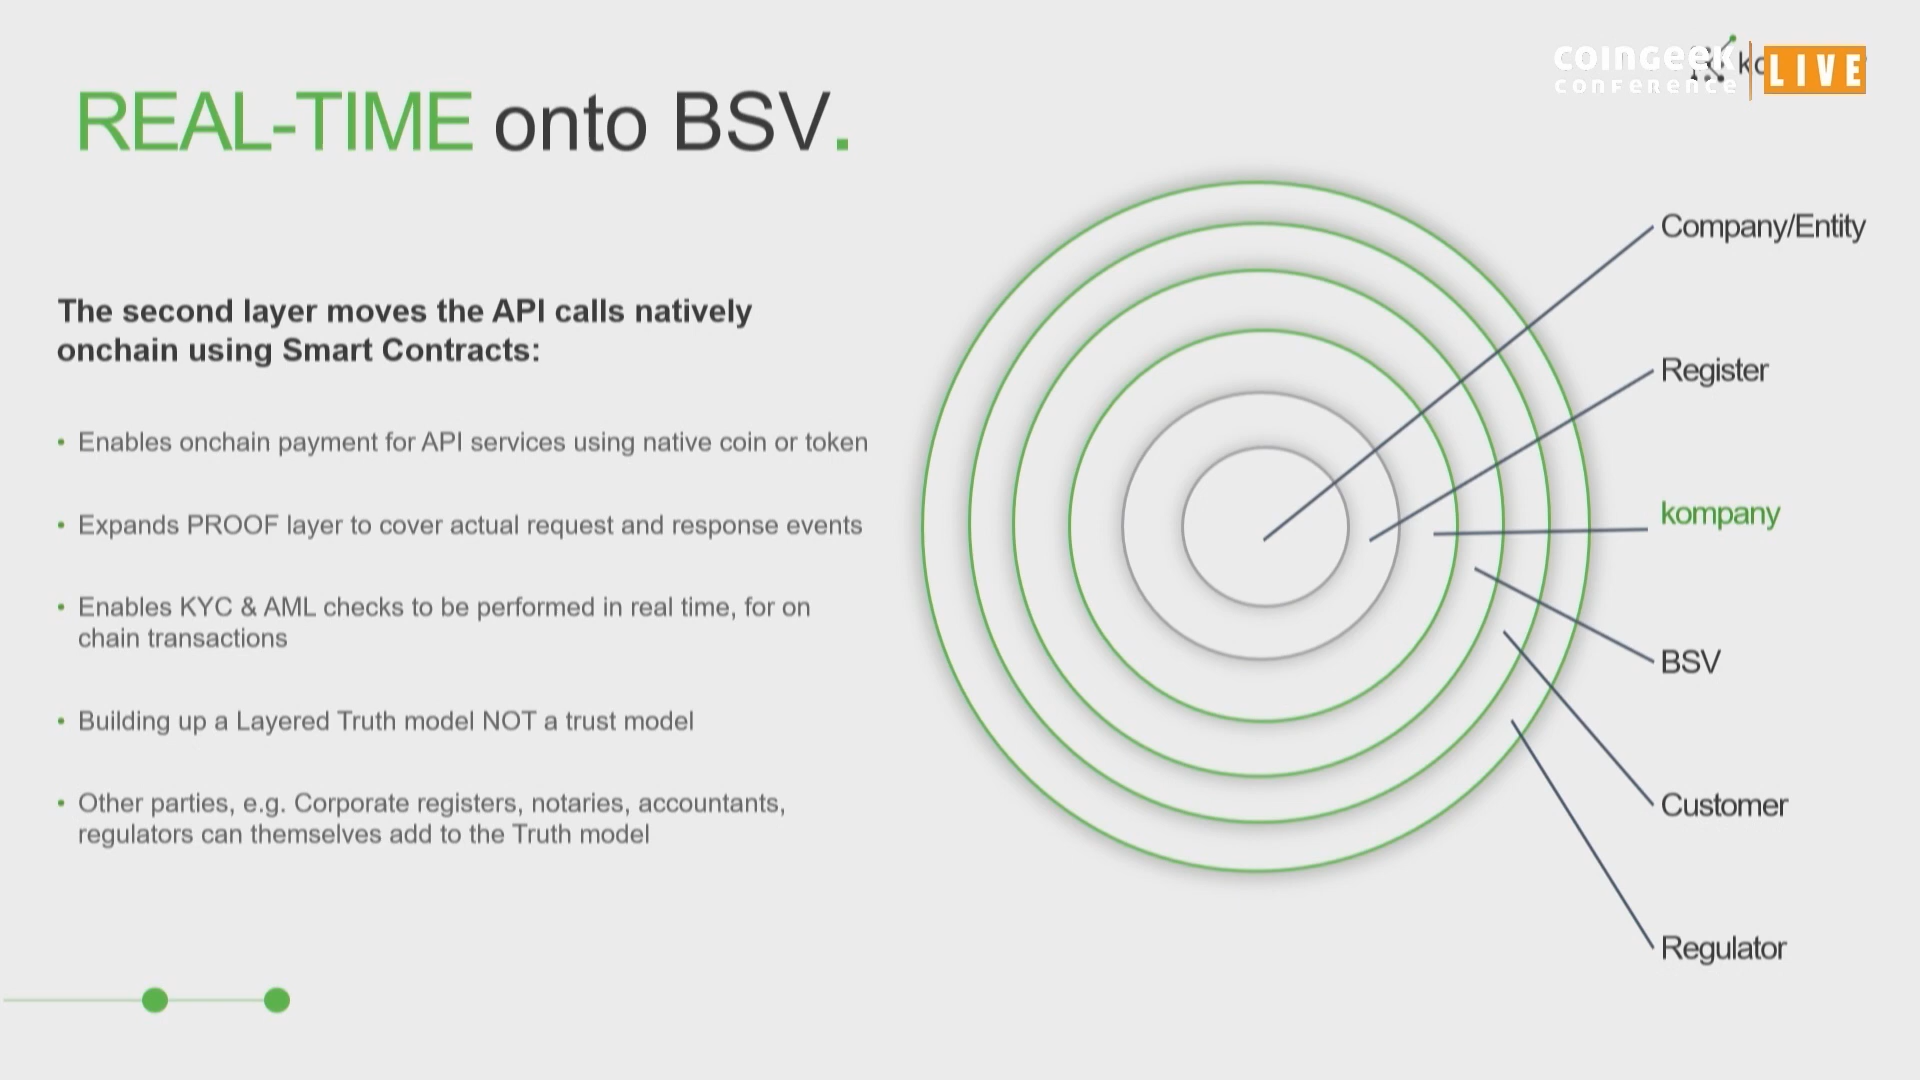 COINGEEK
CONFERENCE
LIVE
REAL-TIME onto BSV.
The second layer moves the API calls natively
onchain using Smart Contracts:
• Enables onchain payment for API services using native coin or token
• Expands PROOF layer to cover actual request and response events
• Enables KYC & AML checks to be performed in real time, for on
chain transactions
• Building up a Layered Truth model NOT a trust model
• Other parties, e.g. Corporate registers, notaries, accountants,
regulators can themselves add to the Truth model
Company/Entity
Register
kompany
BSV
Customer
Regulator